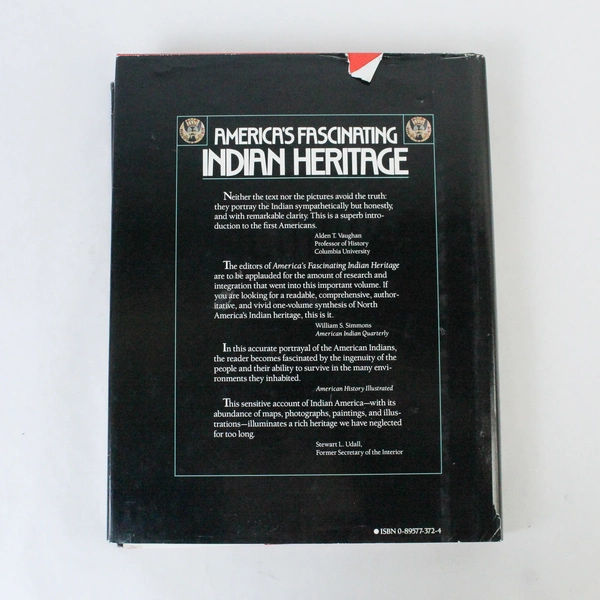 AMERICA'S FASCINATING
INDIAN HERITAGE
Neither the text nor the pictures avoid the truth:
they portray the Indian sympathetically but honestly,
and with remarkable clarity. This is a superb intro-
duction to the first Americans.
Alden T. Vaughan
Professor of History
Columbia University
The editors of America's Fascinating Indian Heritage
are to be applauded for the amount of research and
integration that went into this important volume. If
you are looking for a readable, comprehensive, author-
itative, and vivid one-volume synthesis of North
America's Indian heritage, this is it.
William S. Simmons
American Indian Quarterly
In this accurate portrayal of the American Indians,
the reader becomes fascinated by the ingenuity of the
people and their ability to survive in the many envi-
ronments they inhabited.
American History Illustrated
This sensitive account of Indian America—with its
abundance of maps, photographs, paintings, and illus-
trations—illuminates a rich heritage we have neglected
for too long.
Stewart L. Udall,
Former Secretary of the Interior
ISBN 0-89577-372-4